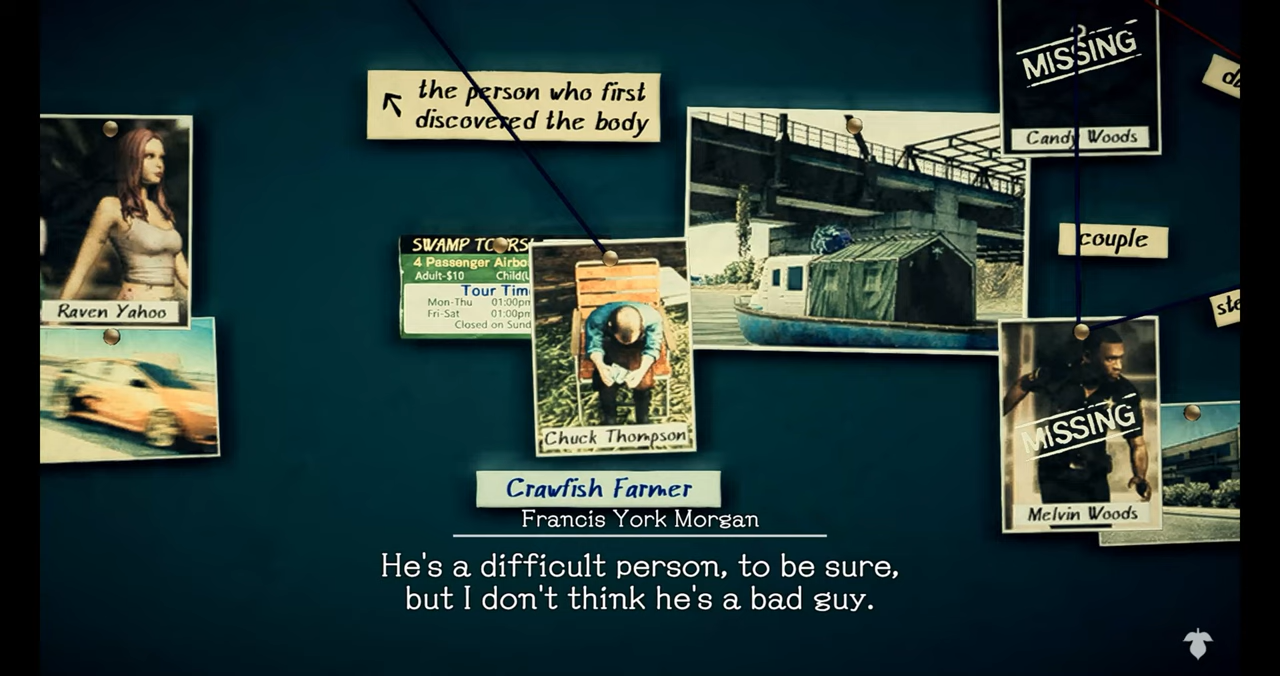 MISSING
Candy Woods
the person who first
discovered the body
couple
Raven Yahoo
SWAMP TOURS
4 Passenger Airbo
Adult-$10 Child(U
Tour Tim
Mon-Thu 01:00pm
Fri-Sat 01:00pm
Closed on Sund
Chuck Thompson
MISSING
Melvin Woods
Crawfish Farmer
Francis York Morgan
He's a difficult person, to be sure,
but I don't think he's a bad guy.